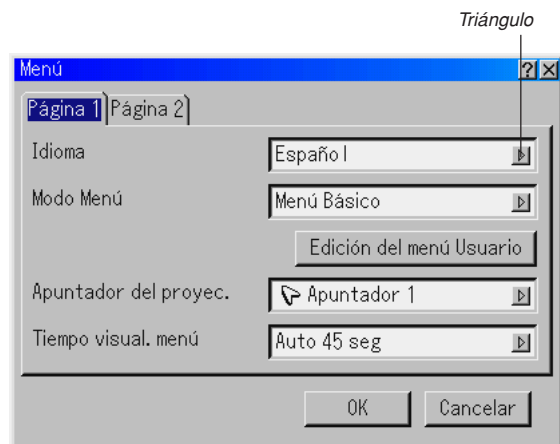 Triángulo
Menú
Página 1 Página 2
Idioma Español
Modo Menú Menú Básico
Edición del menú Usuario
Apuntador del proyec. Apuntador 1
Tiempo visual. menú Auto 45 seg
OK Cancelar